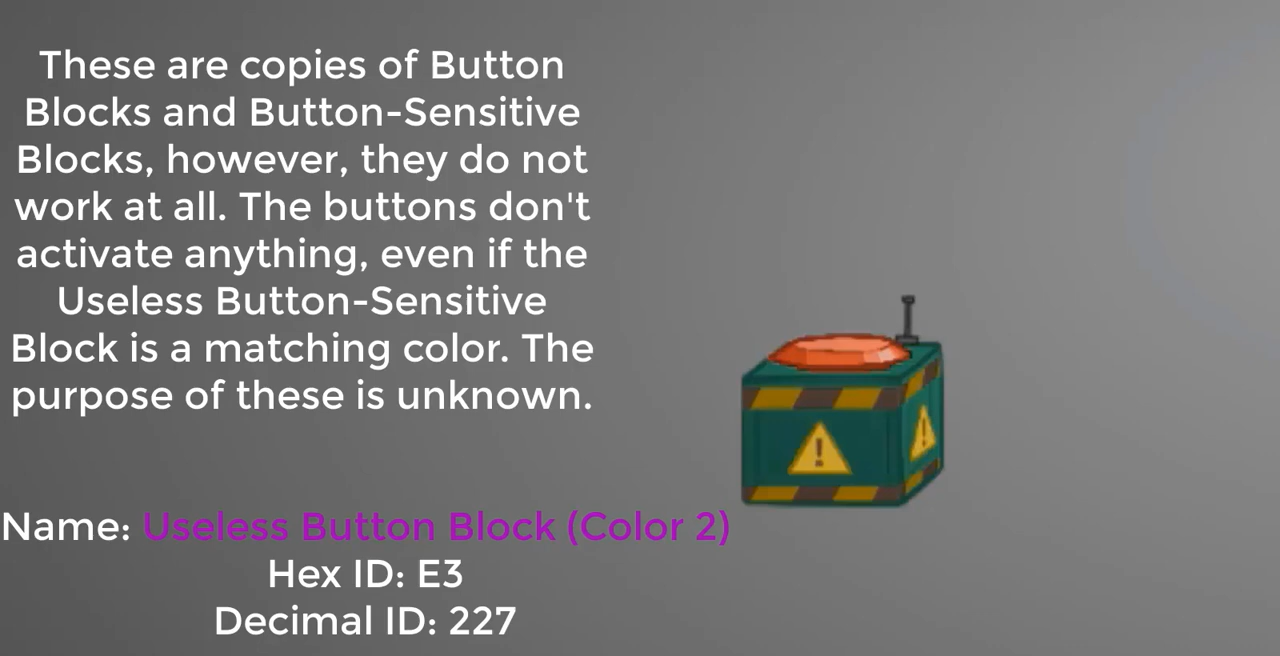 These are copies of Button
Blocks and Button-Sensitive
Blocks, however, they do not
work at all. The buttons don't
activate anything, even if the
Useless Button-Sensitive
Block is a matching color. The
purpose of these is unknown.
Name: Useless Button Block (Color 2)
Hex ID: E3
Decimal ID: 227